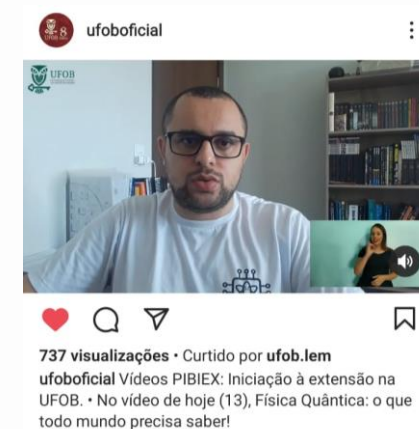 ufoboficial
UFOB
737 visualizações • Curtido por ufob.lem
ufoboficial Vídeos PIBIEX: Iniciação à extensão na
UFOB. • No vídeo de hoje (13), Física Quântica: o que
todo mundo precisa saber!